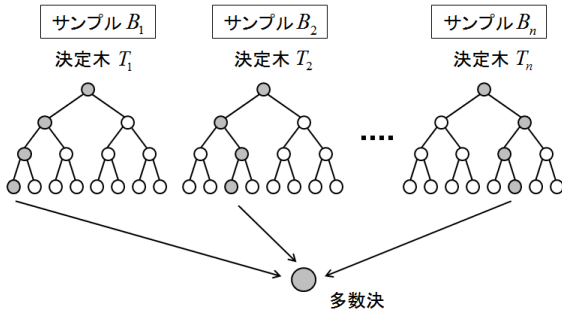 サンプル B1
サンプル B2
サンプル Bn
決定木 T1
決定木 T2
決定木 Tn
....
多数決